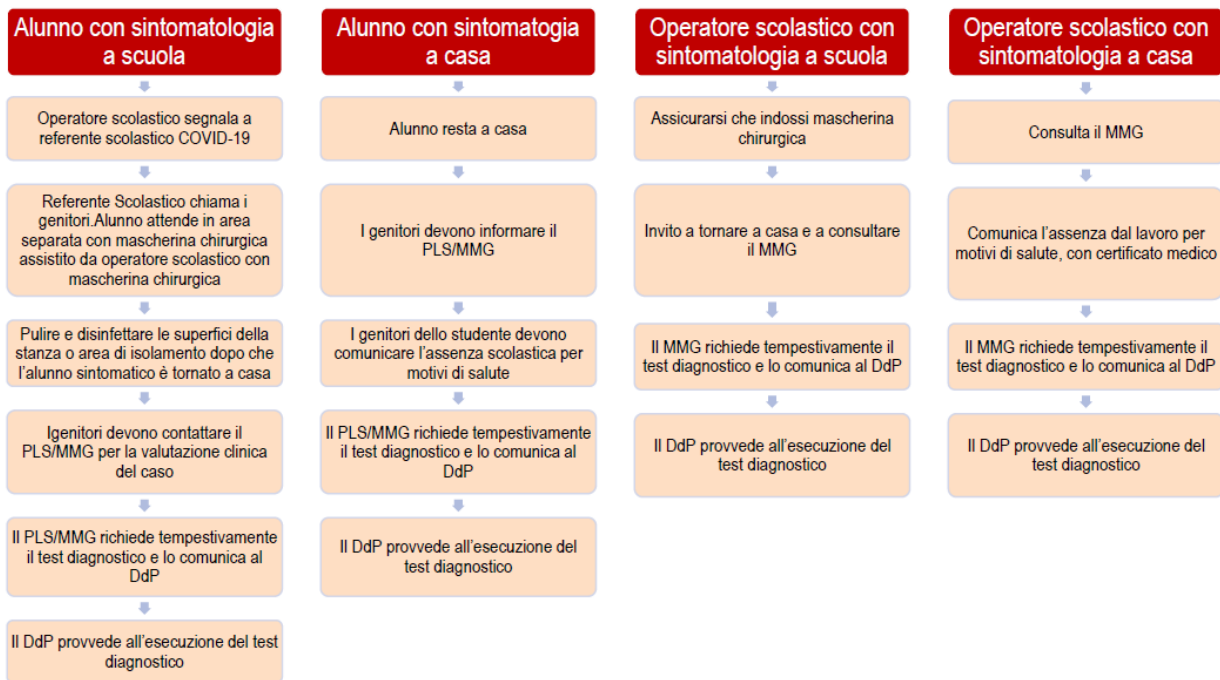 Alunno con sintomatologia
a scuola
Operatore scolastico segnala a
referente scolastico COVID-19
Referente Scolastico chiama i
genitori.Alunno attende in area
separata con mascherina chirurgica
assistito da operatore scolastico con
mascherina chirurgica
Pulire e disinfettare le superfici della
stanza o area di isolamento dopo che
l'alunno sintomatico è tornato a casa
Igenitori devono contattare il
PLS/MMG per la valutazione clinica
del caso
Il PLS/MMG richiede tempestivamente
il test diagnostico e lo comunica al
DdP
Il DdP provvede all'esecuzione del test
diagnostico
Alunno con sintomatogia
a casa
Alunno resta a casa
I genitori devono informare il
PLS/MMG
I genitori dello studente devono
comunicare l'assenza scolastica per
motivi di salute
Il PLS/MMG richiede tempestivamente
il test diagnostico e lo comunica al
DdP
Il DdP provvede all'esecuzione del
test diagnostico
Operatore scolastico con
sintomatologia a scuola
Assicurarsi che indossi mascherina
chirurgica
Invito a tornare a casa e a consultare
il MMG
Il MMG richiede tempestivamente il
test diagnostico e lo comunica al DdP
Il DdP provvede all'esecuzione del
test diagnostico
Operatore scolastico con
sintomatologia a casa
Consulta il MMG
Comunica l'assenza dal lavoro per
motivi di salute, con certificato medico
Il MMG richiede tempestivamente il
test diagnostico e lo comunica al DdP
Il DdP provvede all'esecuzione del
test diagnostico